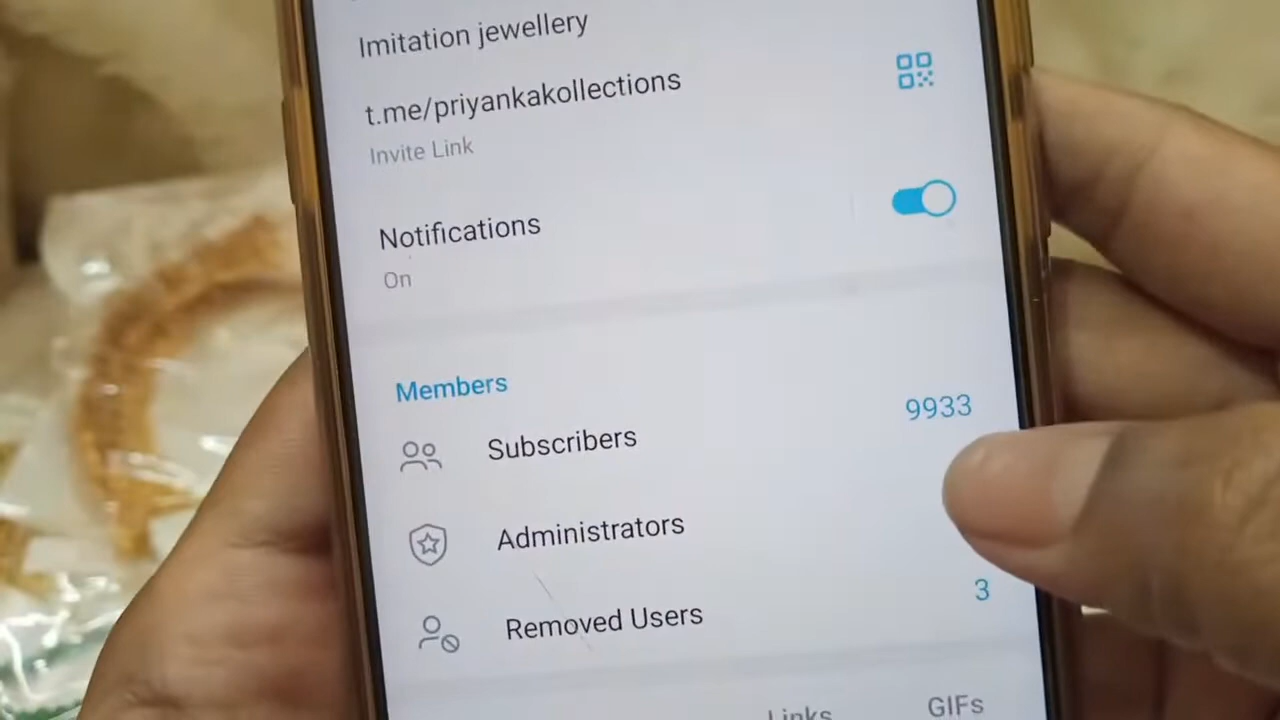 Imitation jewellery
t.me/priyankakollections
Invite Link
Notifications
On
Members
Subscribers 9933
Administrators
Removed Users 3
Links GIFs